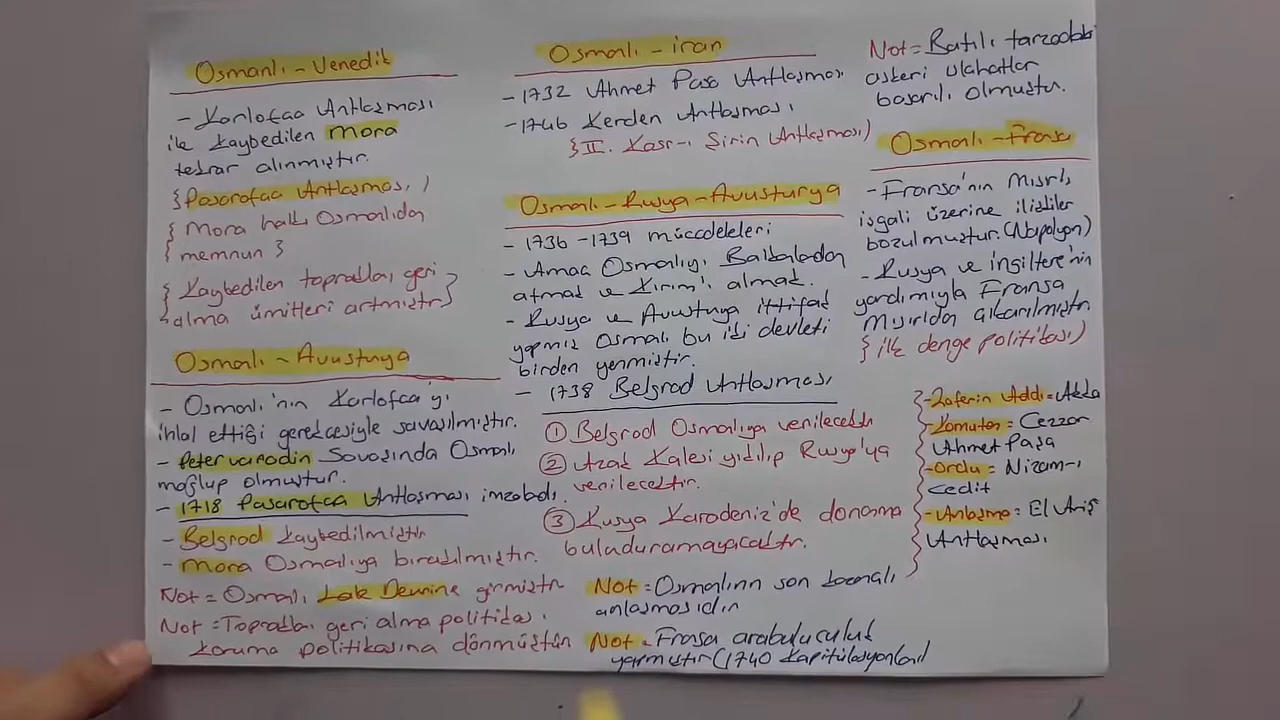 Osmanlı - Venedik
- Karlofça Antlaşması
ile kaybedilen Mora
tekrar alınmıştır.
{Pasarofça Antlaşması)
{ Mora halkı Osmanlıdan
memnun }
{ Kaybedilen toprakları geri
alma ümitleri artmıştır }
Osmanlı - Avusturya
- Osmanlı'nın Karlofça'yı
ihlal ettiği gerekçesiyle savaşılmıştır.
- Petervaradin Savaşında Osmanlı
mağlup olmuştur.
- 1718 Pasarofça Antlaşması imzalandı.
- Belgrad kaybedilmiştir
- Mora Osmanlıya bırakılmıştır.
Not = Osmanlı Lale Devrine girmiştir
Not = Toprakları geri alma politikası
koruma politikasına dönmüştür
Osmanlı - İran
- 1732 Ahmet Paşa Antlaşması
- 1746 Kerden Antlaşması
{II. Kasr-ı Şirin Antlaşması)
Osmanlı - Rusya - Avusturya
- 1736 - 1739 mücadeleleri
- Amaç Osmanlıyı Balkanlardan
atmak ve Kırım'ı almak.
- Rusya ve Avusturya ittifak
yapmış Osmanlı bu iki devleti
birden yenmiştir.
- 1738 Belgrad Antlaşması
① Belgrad Osmanlıya verilecektir
② Azak Kalesi yıkılıp Rusya'ya
verilecektir.
③ Rusya Karadeniz'de donanma
bulunduramayacaktır.
Not = Osmanlının son kazançlı
anlaşmasıdır
Not = Fransa arabuluculuk
yapmıştır (1740 Kapitülasyonları)
Not = Batılı tarzdaki
askeri ıslahatlar
başarılı olmuştur.
Osmanlı - Fransa
- Fransa'nın Mısır'ı
işgali üzerine ilişkiler
bozulmuştur. (Napolyon)
- Rusya ve İngiltere'nin
yardımıyla Fransa
Mısırdan çıkarılmıştır.
{ ilk denge politikası)
- Zaferin Adı = Akka
- Komutan = Cezzar
Ahmet Paşa
- Ordu = Nizam-ı
Cedit
- Anlaşma = El Ariş
Antlaşması